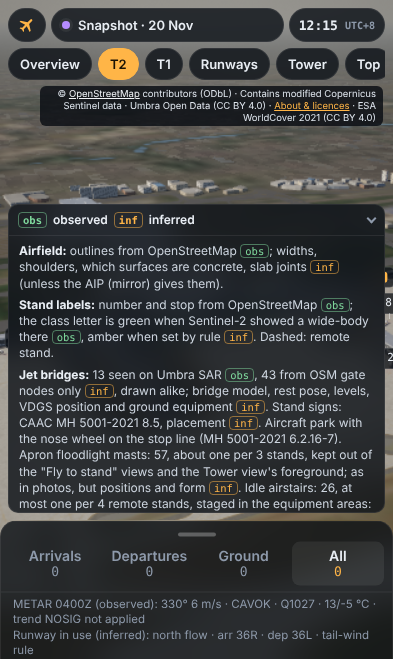 Snapshot · 20 Nov
12:15 UTC+8
Overview T2 T1 Runways Tower Top
© OpenStreetMap contributors (ODbL) · Contains modified Copernicus
Sentinel data · Umbra Open Data (CC BY 4.0) · About & licences · ESA
WorldCover 2021 (CC BY 4.0)
obs observed inf inferred
Airfield: outlines from OpenStreetMap obs; widths,
shoulders, which surfaces are concrete, slab joints inf
(unless the AIP (mirror) gives them).
Stand labels: number and stop from OpenStreetMap obs;
the class letter is green when Sentinel-2 showed a wide-body
there obs, amber when set by rule inf. Dashed: remote
stand.
Jet bridges: 13 seen on Umbra SAR obs, 43 from OSM gate
nodes only inf, drawn alike; bridge model, rest pose, levels,
VDGS position and ground equipment inf. Stand signs:
CAAC MH 5001-2021 8.5, placement inf. Aircraft park with
the nose wheel on the stop line (MH 5001-2021 6.2.16-7).
Apron floodlight masts: 57, about one per 3 stands, kept out of
the "Fly to stand" views and the Tower view's foreground; as
in photos, but positions and form inf. Idle airstairs: 26, at
most one per 4 remote stands, staged in the equipment areas:
8
2
Arrivals Departures Ground All
0 0 0 0
METAR 0400Z (observed): 330° 6 m/s · CAVOK · Q1027 · 13/-5 °C ·
trend NOSIG not applied
Runway in use (inferred): north flow · arr 36R · dep 36L · tail-wind
rule